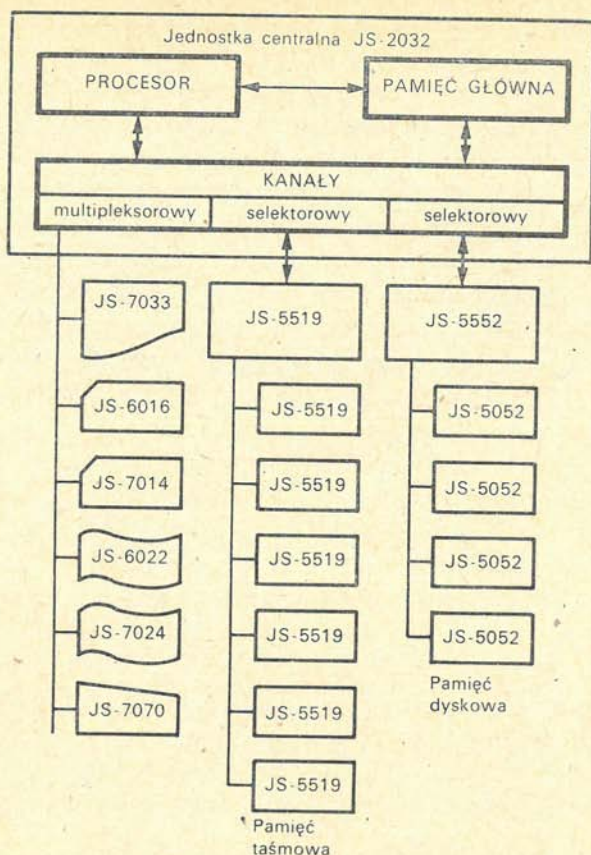 Jednostka centralna JS-2032
PROCESOR
PAMIĘĆ GŁÓWNA
KANAŁY
multipleksorowy
selektorowy
selektorowy
JS-7033
JS-6016
JS-7014
JS-6022
JS-7024
JS-7070
JS-5519
JS-5519
JS-5519
JS-5519
JS-5519
JS-5519
JS-5519
Pamięć
taśmowa
JS-5552
JS-5052
JS-5052
JS-5052
JS-5052
Pamięć
dyskowa